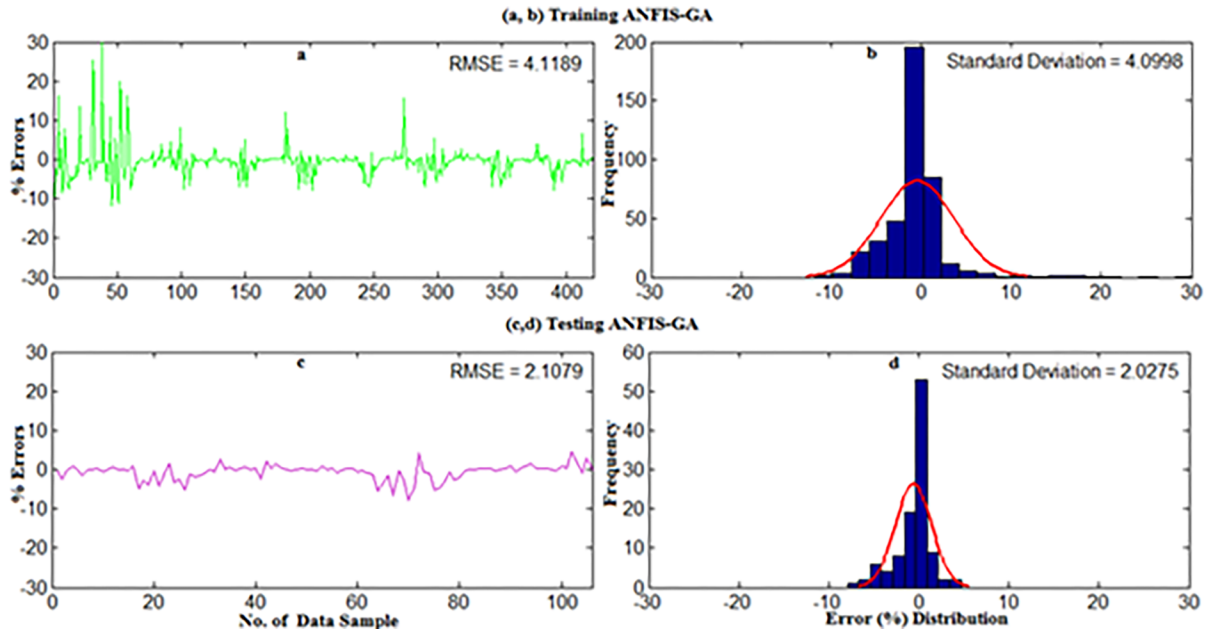 (a, b) Training ANFIS-GA
a
RMSE = 4.1189
% Errors
30
20
10
0
-10
-20
-30
0 50 100 150 200 250 300 350 400
b
Standard Deviation = 4.0998
Frequency
200
150
100
50
0
-30 -20 -10 0 10 20 30
(c,d) Testing ANFIS-GA
c
RMSE = 2.1079
% Errors
30
20
10
0
-10
-20
-30
0 20 40 60 80 100
No. of Data Sample
d
Standard Deviation = 2.0275
Frequency
60
50
40
30
20
10
0
-30 -20 -10 0 10 20 30
Error (%) Distribution